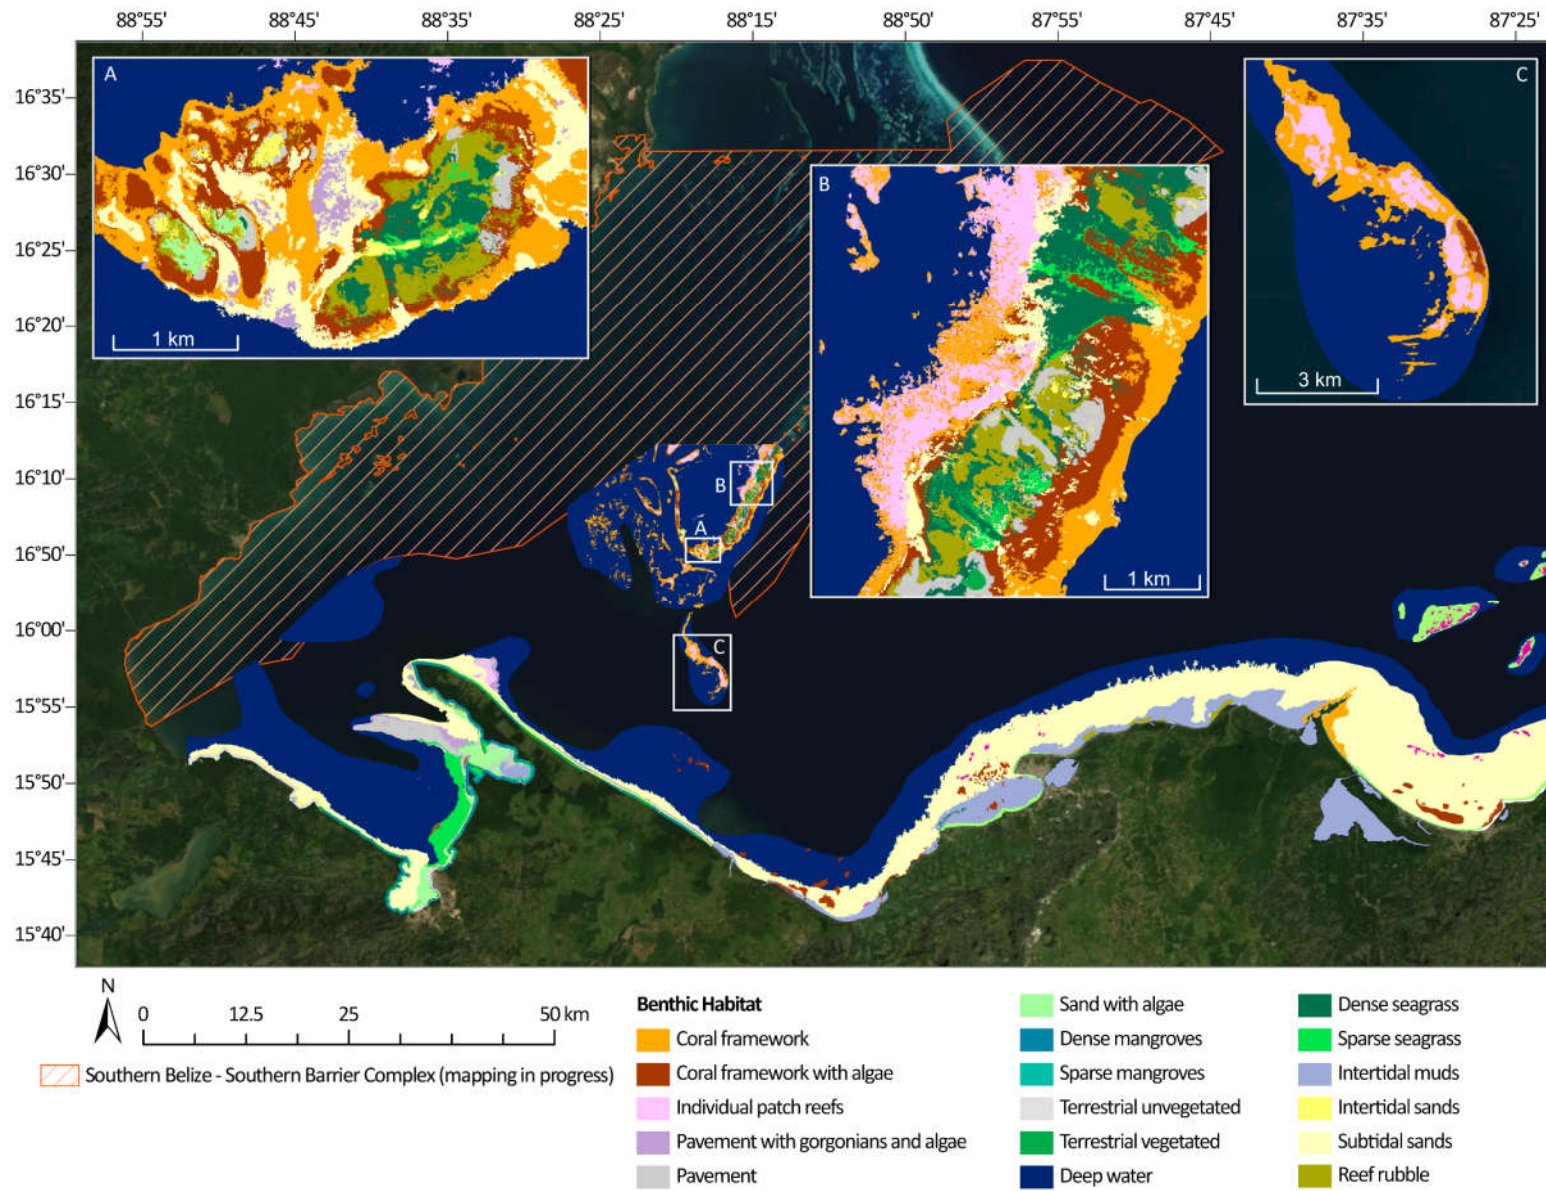 88°55' 88°45' 88°35' 88°25' 88°15' 88°50' 87°55' 87°45' 87°35' 87°25'
A
B
C
16°35'
16°30'
16°25'
16°20'
16°15'
16°10'
16°50'
16°00'
15°55'
15°50'
15°45'
15°40'
1 km
3 km
1 km
B
A
C
N
0 12.5 25 50 km
Southern Belize - Southern Barrier Complex (mapping in progress)
Benthic Habitat
Coral framework
Coral framework with algae
Individual patch reefs
Pavement with gorgonians and algae
Pavement
Sand with algae
Dense mangroves
Sparse mangroves
Terrestrial unvegetated
Terrestrial vegetated
Deep water
Dense seagrass
Sparse seagrass
Intertidal muds
Intertidal sands
Subtidal sands
Reef rubble